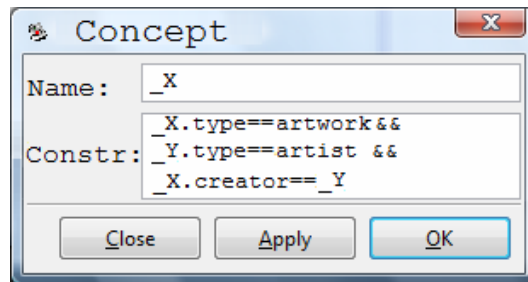 Concept
Name: _X
Constr: _X.type==artwork&&
_Y.type==artist &&
_X.creator==_Y
Close Apply OK